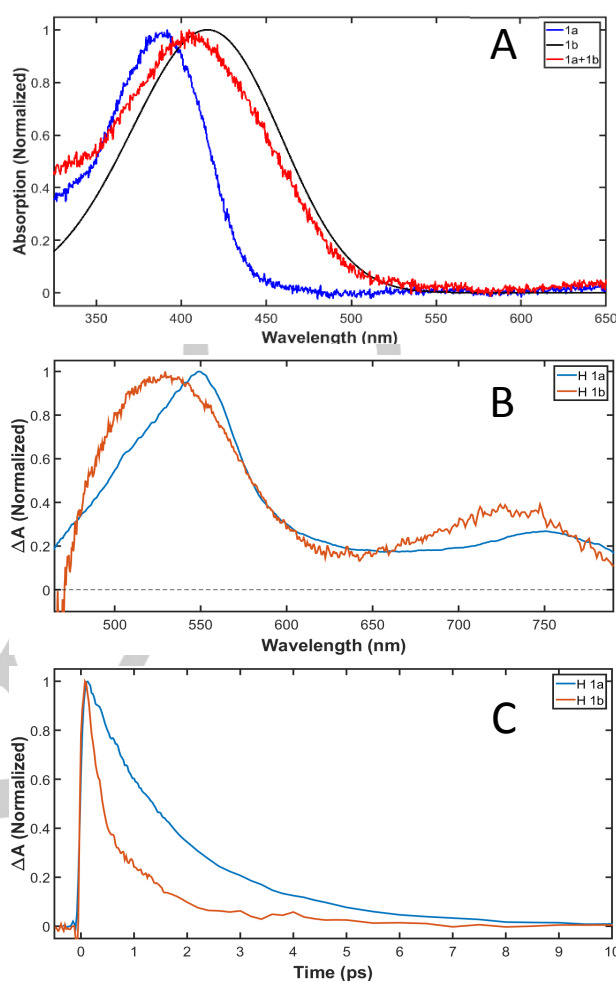 A
1a
1b
1a+1b
Absorption (Normalized)
1
0.8
0.6
0.4
0.2
0
350 400 450 500 550 600 650
Wavelength (nm)
B
H 1a
H 1b
ΔA (Normalized)
1
0.8
0.6
0.4
0.2
0
500 550 600 650 700 750
Wavelength (nm)
C
H 1a
H 1b
ΔA (Normalized)
1
0.8
0.6
0.4
0.2
0
0 1 2 3 4 5 6 7 8 9 10
Time (ps)